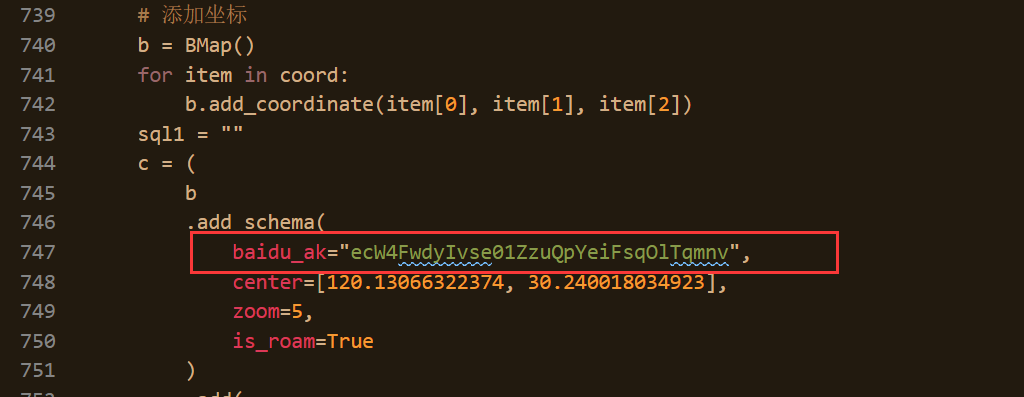 739 # 添加坐标
740 b = BMap()
741 for item in coord:
742 b.add_coordinate(item[0], item[1], item[2])
743 sql1 = ""
744 c = (
745 b
746 .add_schema(
747 baidu_ak="ecW4FwdyIvse01ZzuQpYeiFsqOlTqmnv",
748 center=[120.13066322374, 30.240018034923],
749 zoom=5,
750 is_roam=True
751 )